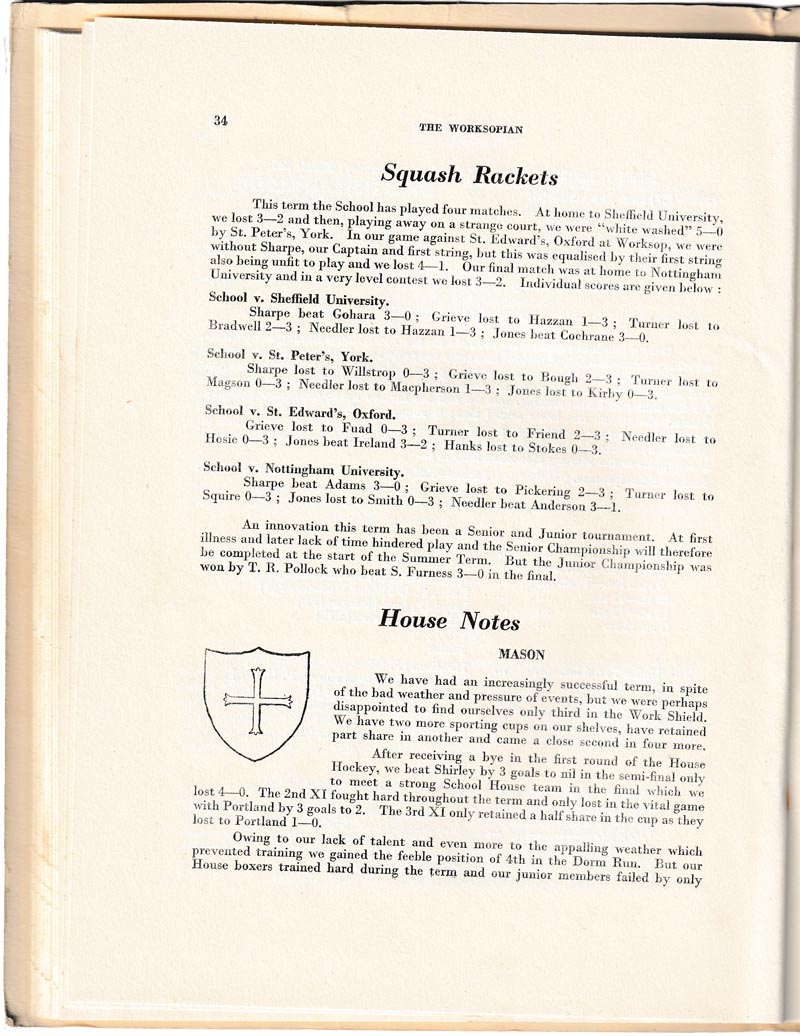 34
THE WORKSOPIAN
Squash Rackets
This term the School has played four matches. At home to Sheffield University,
we lost 3—2 and then, playing away on a strange court, we were "white washed" 5—0
by St. Peter's, York. In our game against St. Edward's, Oxford at Worksop, we were
without Sharpe, our Captain and first string, but this was equalised by their first string
also being unfit to play and we lost 4—1. Our final match was at home to Nottingham
University and in a very level contest we lost 3—2. Individual scores are given below :
School v. Sheffield University.
Sharpe beat Gohara 3—0 ; Grieve lost to Hazzan 1—3 ; Turner lost to
Bradwell 2—3 ; Needler lost to Hazzan 1—3 ; Jones beat Cochrane 3—0.
School v. St. Peter's, York.
Sharpe lost to Willstrop 0—3 ; Grieve lost to Bough 2—3 ; Turner lost to
Magson 0—3 ; Needler lost to Macpherson 1—3 ; Jones lost to Kirby 0—3.
School v. St. Edward's, Oxford.
Grieve lost to Fuad 0—3 ; Turner lost to Friend 2—3 ; Needler lost to
Hosie 0—3 ; Jones beat Ireland 3—2 ; Hanks lost to Stokes 0—3.
School v. Nottingham University.
Sharpe beat Adams 3—0 ; Grieve lost to Pickering 2—3 ; Turner lost to
Squire 0—3 ; Jones lost to Smith 0—3 ; Needler beat Anderson 3—1.
An innovation this term has been a Senior and Junior tournament. At first
illness and later lack of time hindered play and the Senior Championship will therefore
be completed at the start of the Summer Term. But the Junior Championship was
won by T. R. Pollock who beat S. Furness 3—0 in the final.
House Notes
MASON
We have had an increasingly successful term, in spite
of the bad weather and pressure of events, but we were perhaps
disappointed to find ourselves only third in the Work Shield.
We have two more sporting cups on our shelves, have retained
part share in another and came a close second in four more.
After receiving a bye in the first round of the House
Hockey, we beat Shirley by 3 goals to nil in the semi-final only
to meet a strong School House team in the final which we
lost 4—0. The 2nd XI fought hard throughout the term and only lost in the vital game
with Portland by 3 goals to 2. The 3rd XI only retained a half share in the cup as they
lost to Portland 1—0.
Owing to our lack of talent and even more to the appalling weather which
prevented training we gained the feeble position of 4th in the Dorm Run. But our
House boxers trained hard during the term and our junior members failed by only